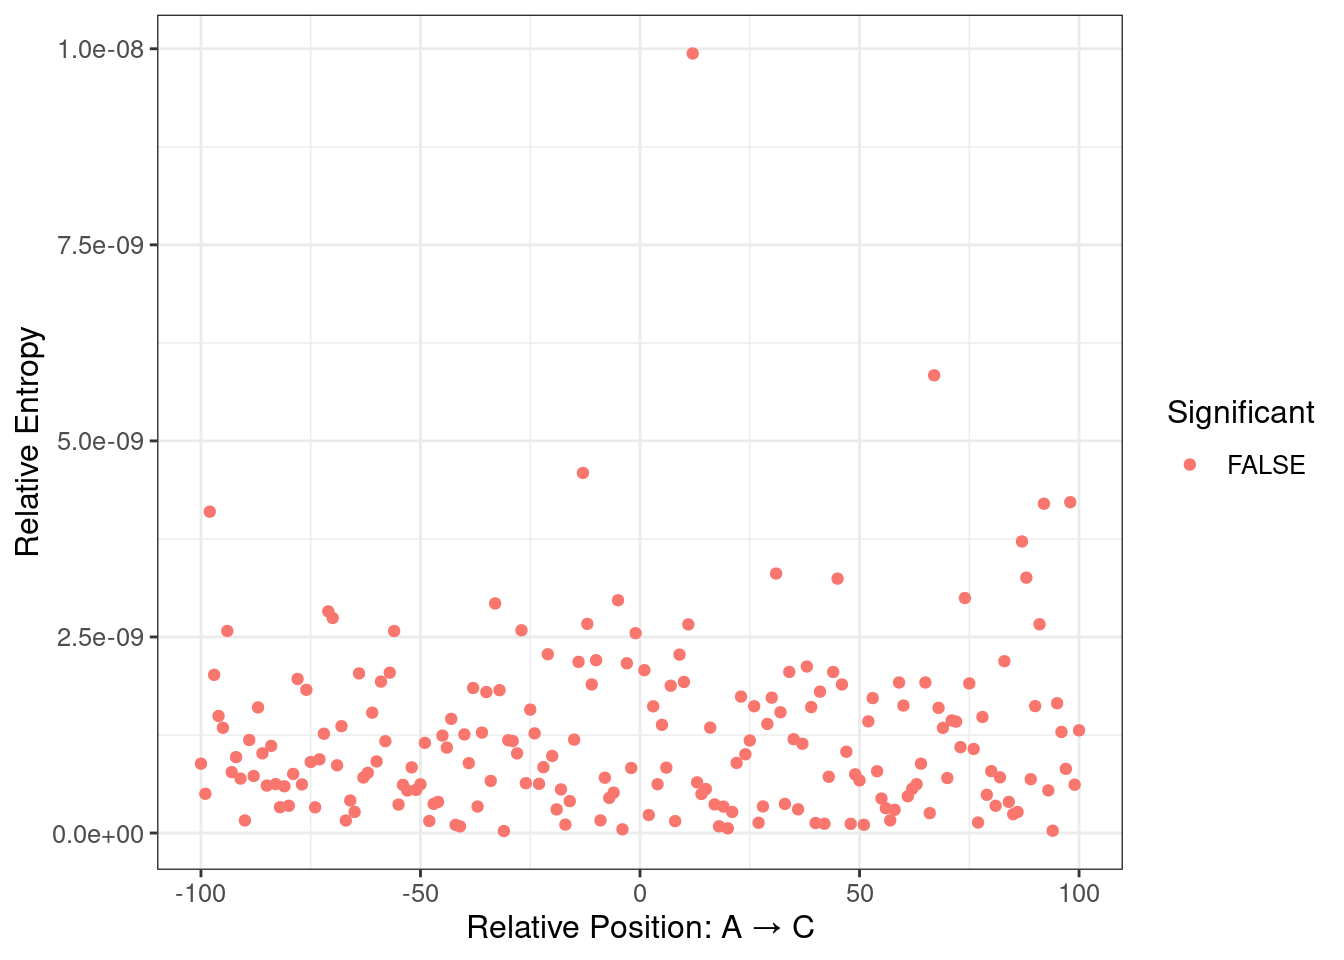 1.0e-08
7.5e-09
5.0e-09
2.5e-09
0.0e+00
Relative Entropy
-100
-50
0
50
100
Relative Position: A → C
Significant
FALSE